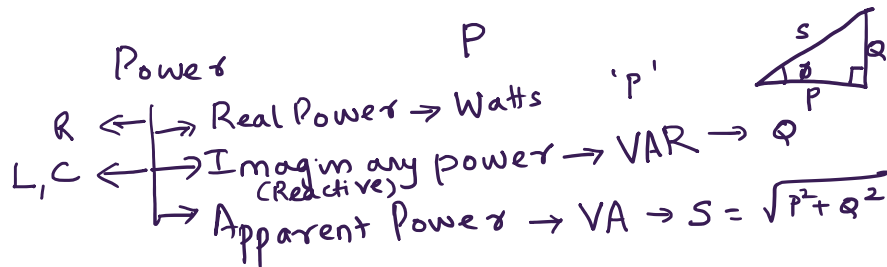 Power P
R ← → Real Power → Watts 'P'
L, C ← → Imaginary power → VAR → Q
(Reactive)
→ Apparent Power → VA → S = √P²+Q²
S
Q
ø
P